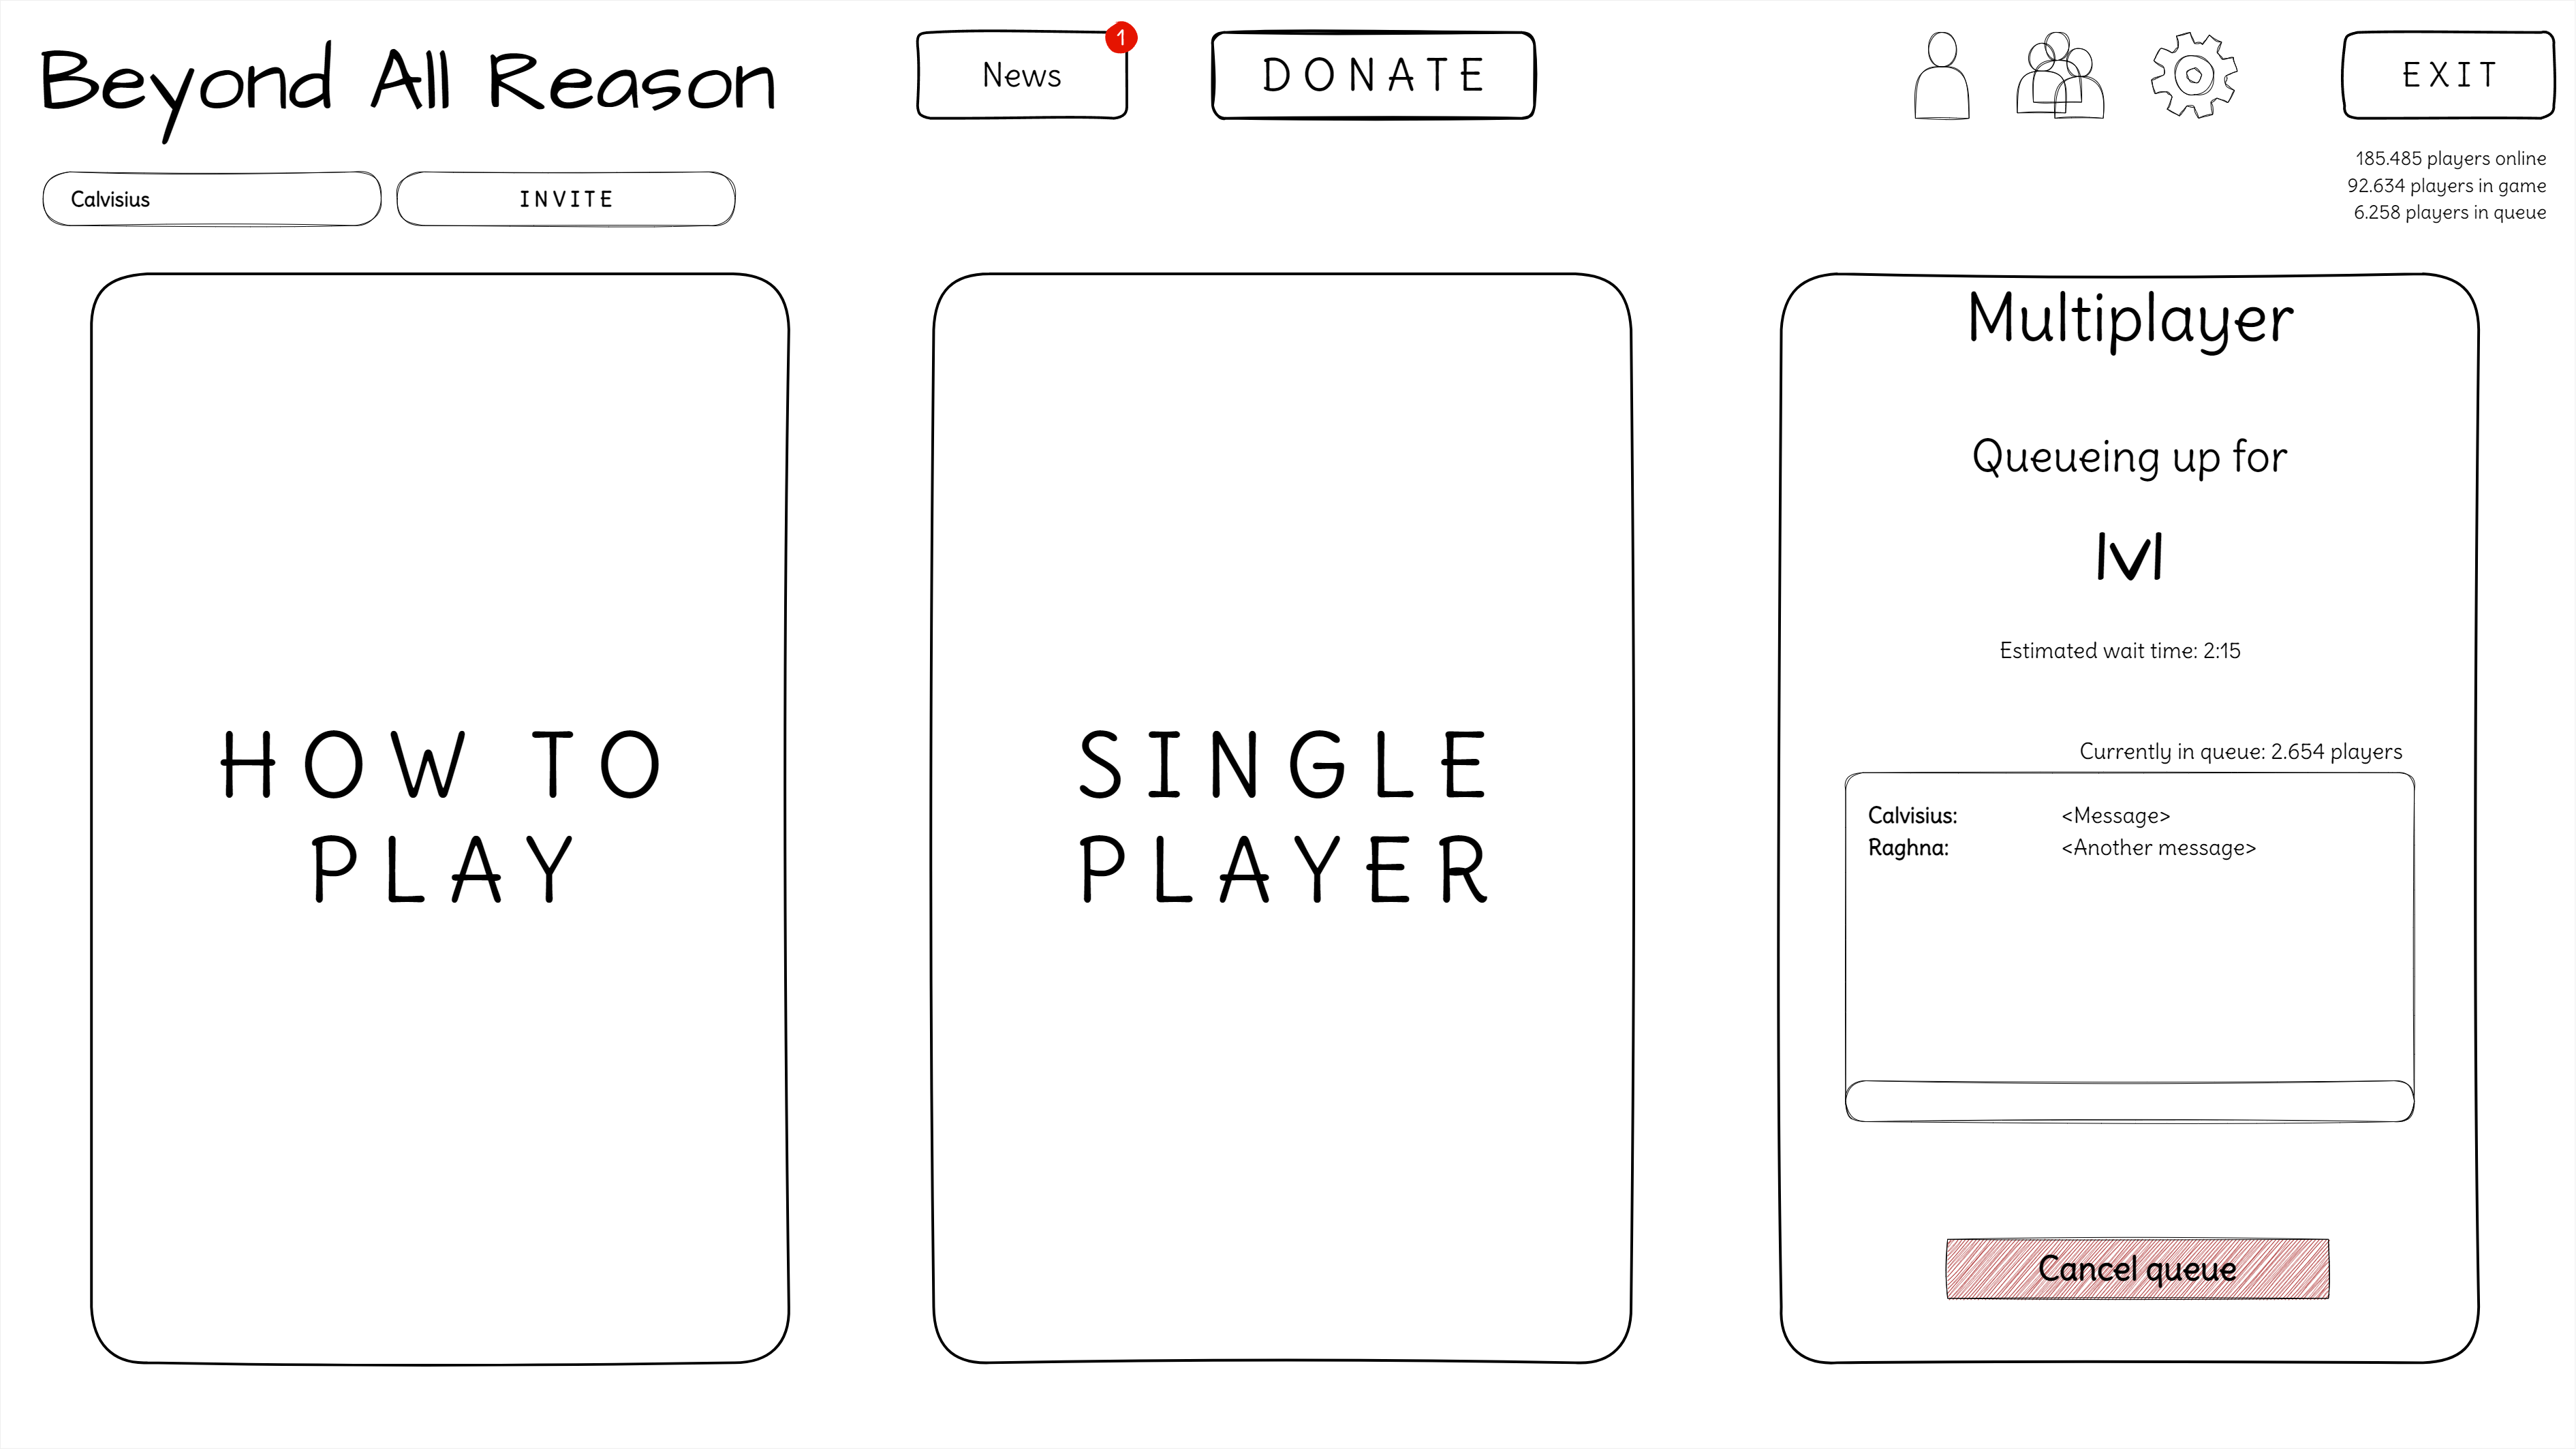 Beyond All Reason
News
1
DONATE
EXIT
185.485 players online
92.634 players in game
6.258 players in queue
Calvisius
INVITE
HOW TO
PLAY
SINGLE
PLAYER
Multiplayer
Queueing up for
1v1
Estimated wait time: 2:15
Currently in queue: 2.654 players
Calvisius: <Message>
Raghna: <Another message>
Cancel queue